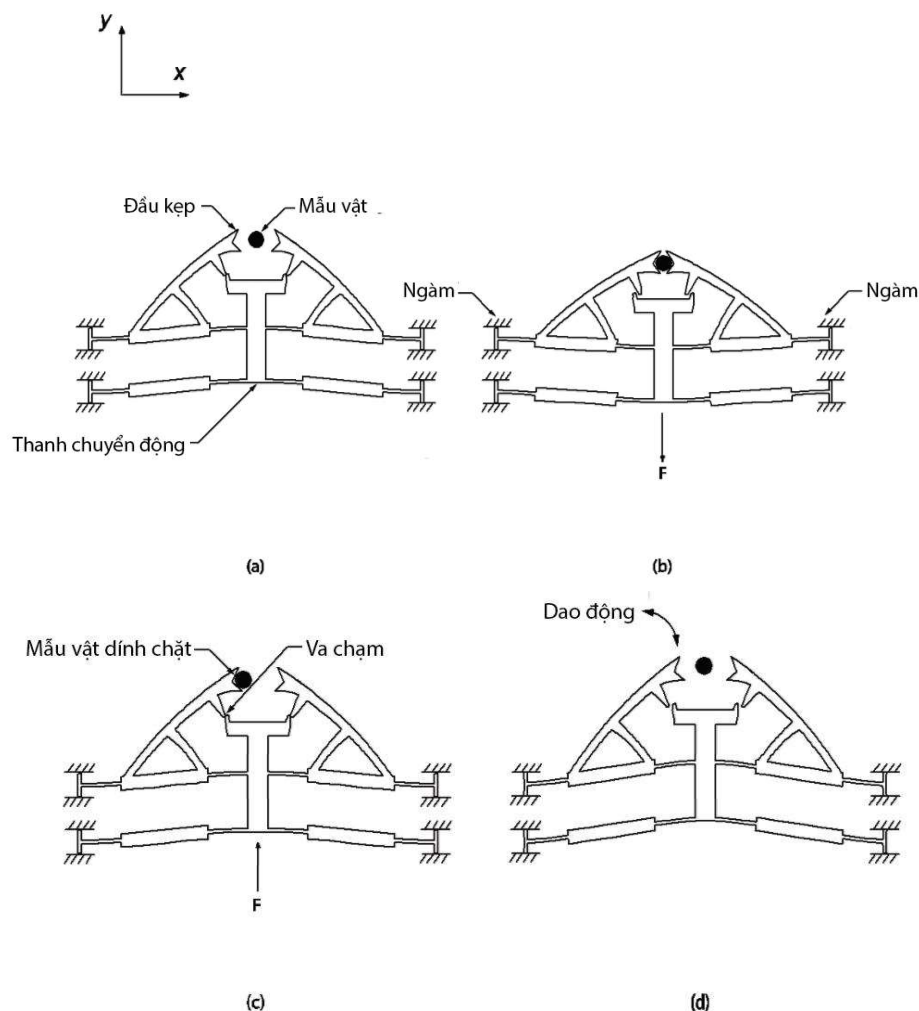 y
x
Đầu kẹp
Mẫu vật
Ngàm
Ngàm
Thanh chuyển động
F
(a)
(b)
Dao động
Mẫu vật dính chặt
Va chạm
F
(c)
(d)